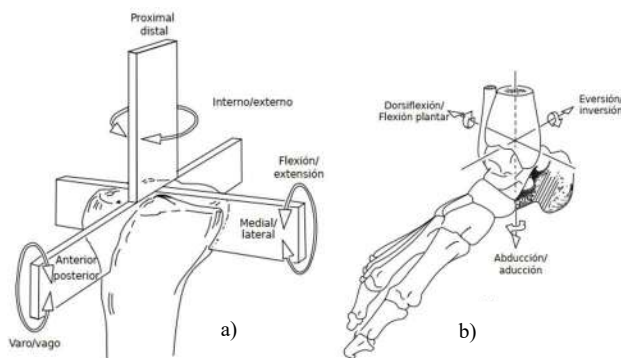 Proximal
distal
Interno/externo
Flexión/
extensión
Medial/
lateral
Anterior
posterior
Varo/vago
a)
Dorsiflexión/
Flexión plantar
Eversión/
inversión
Abducción/
aducción
b)